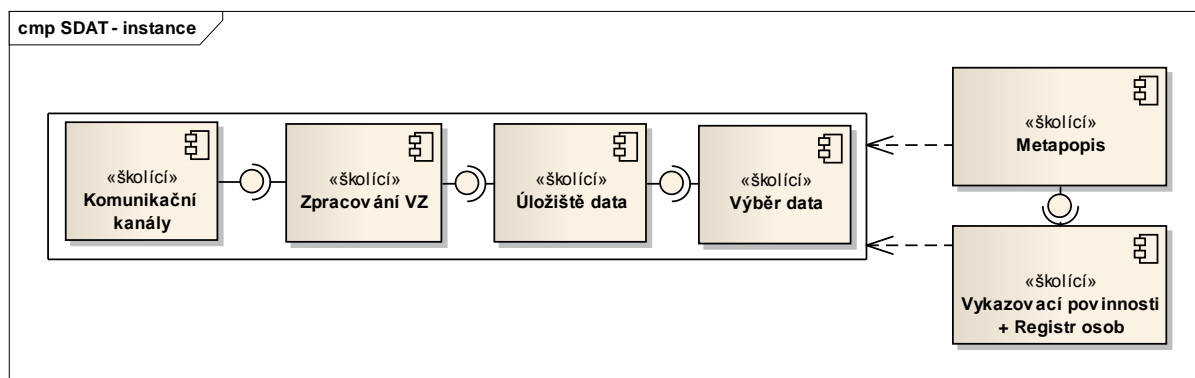 cmp SDAT - instance
«školící»
Komunikační
kanály
«školící»
Zpracování VZ
«školící»
Úložiště data
«školící»
Výběr data
«školící»
Metapopis
«školící»
Vykazovací povinnosti
+ Registr osob